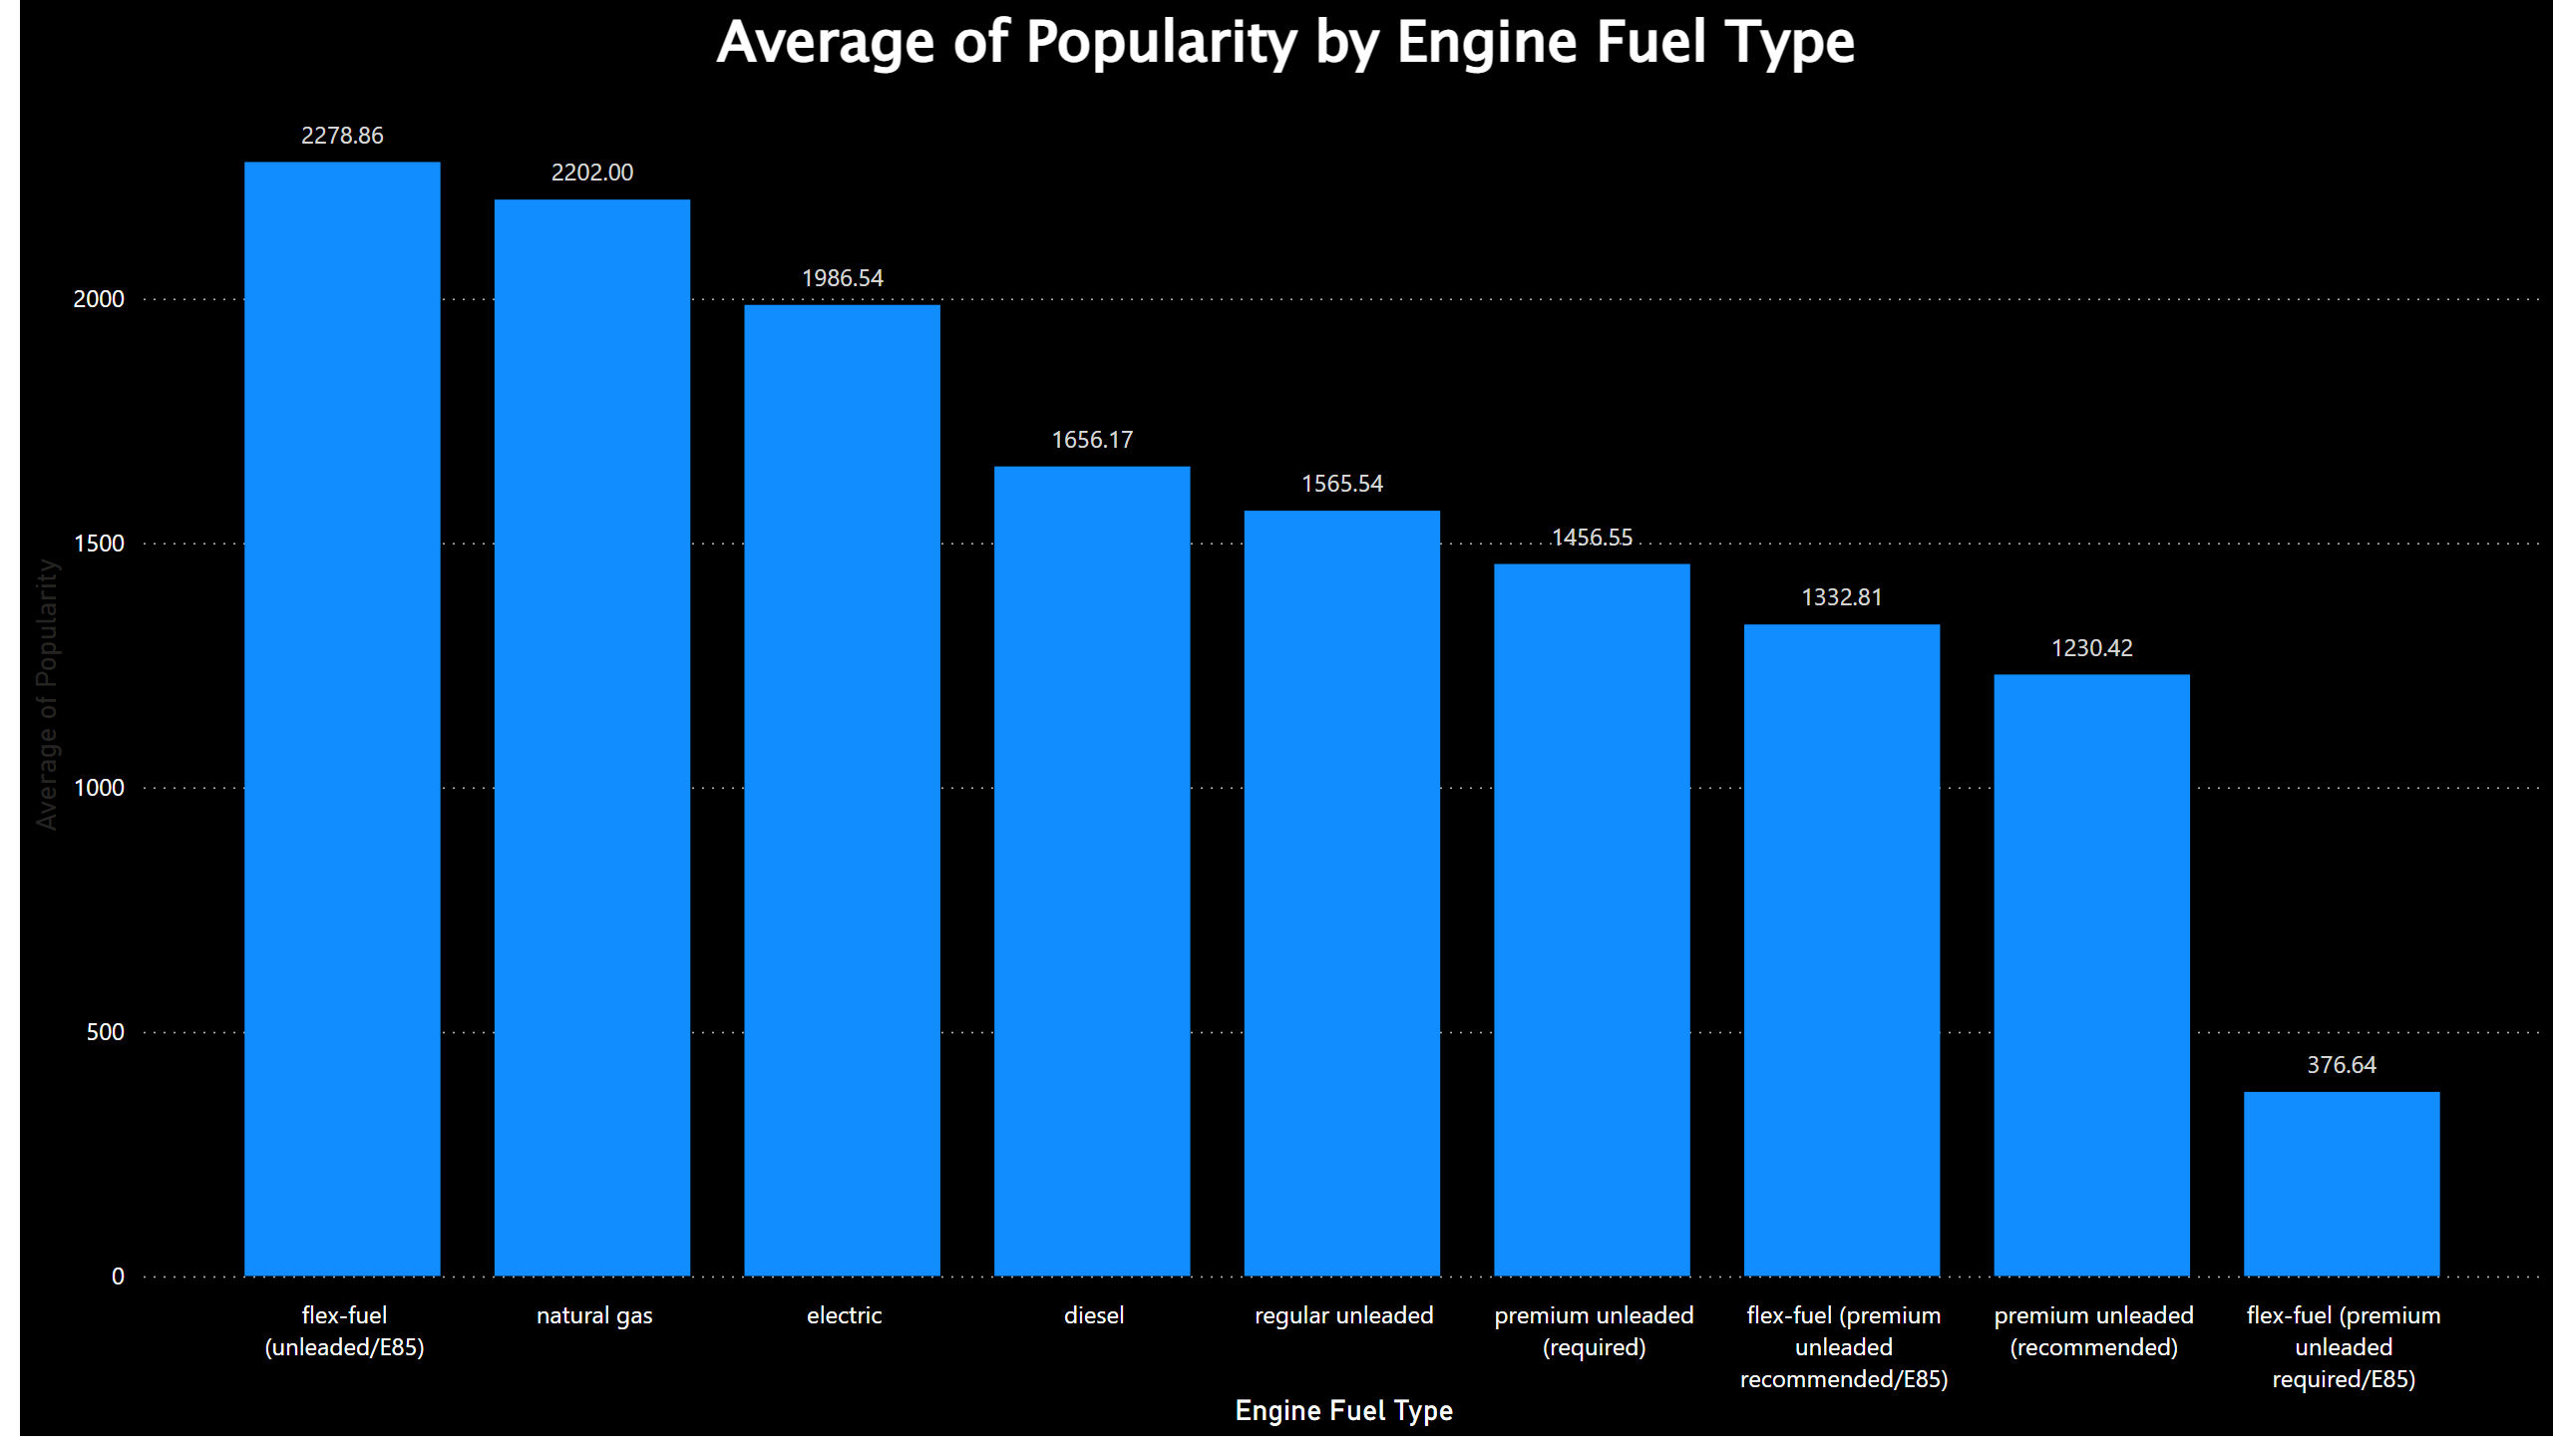 Average of Popularity by Engine Fuel Type
2278.86
2202.00
1986.54
1656.17
1565.54
1456.55
1332.81
1230.42
376.64
2000
1500
1000
500
0
Average of Popularity
flex-fuel
(unleaded/E85)
natural gas
electric
diesel
regular unleaded
premium unleaded
(required)
flex-fuel (premium
unleaded
recommended/E85)
premium unleaded
(recommended)
flex-fuel (premium
unleaded
required/E85)
Engine Fuel Type